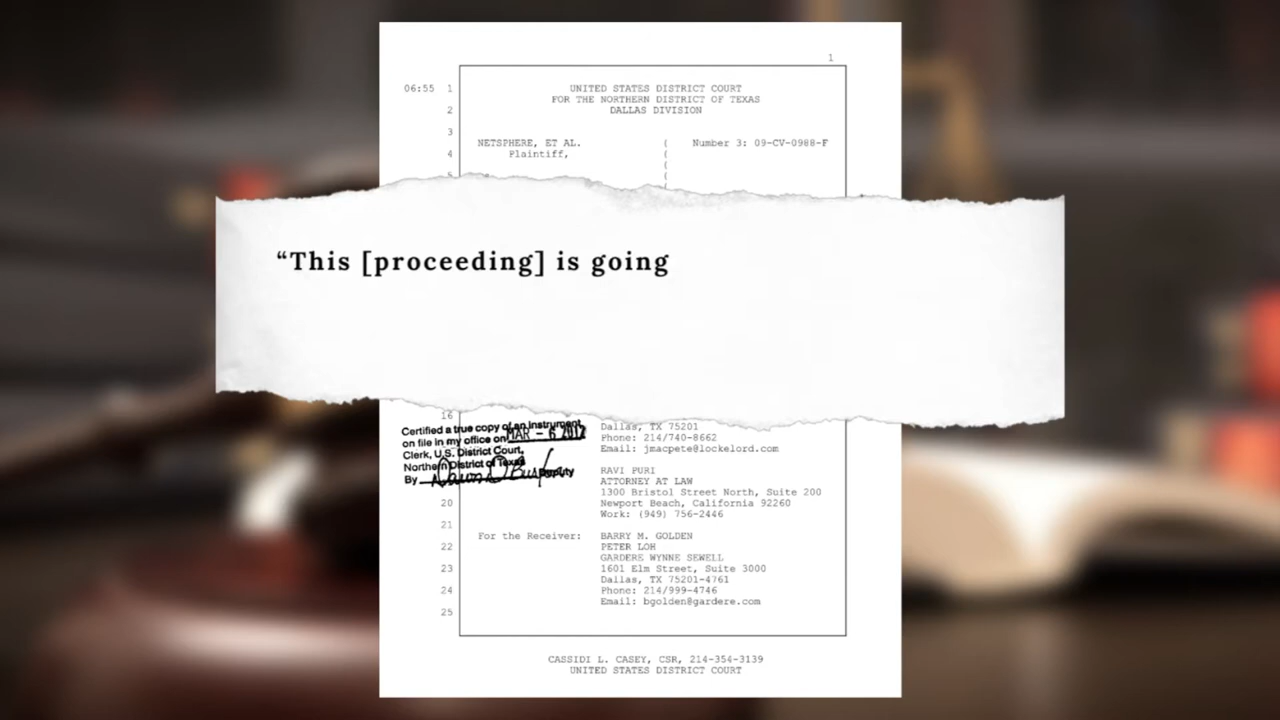 1
06:55 1 UNITED STATES DISTRICT COURT
FOR THE NORTHERN DISTRICT OF TEXAS
2 DALLAS DIVISION
3
NETSPHERE, ET AL. ( Number 3: 09-CV-0988-F
4 Plaintiff, (
(
5 (
“This [proceeding] is going
16
Dallas, TX 75201
Phone: 214/740-8662
Email: jmacpete@lockelord.com
Certified a true copy of an instrument
on file in my office on MAR - 6 2012
Clerk, U.S. District Court,
Northern District of Texas
By Deputy
RAVI PURI
ATTORNEY AT LAW
1300 Bristol Street North, Suite 200
20 Newport Beach, California 92260
Work: (949) 756-2446
21
For the Receiver: BARRY M. GOLDEN
22 PETER LOH
GARDERE WYNNE SEWELL
23 1601 Elm Street, Suite 3000
Dallas, TX 75201-4761
24 Phone: 214/999-4746
Email: bgolden@gardere.com
25
CASSIDI L. CASEY, CSR, 214-354-3139
UNITED STATES DISTRICT COURT